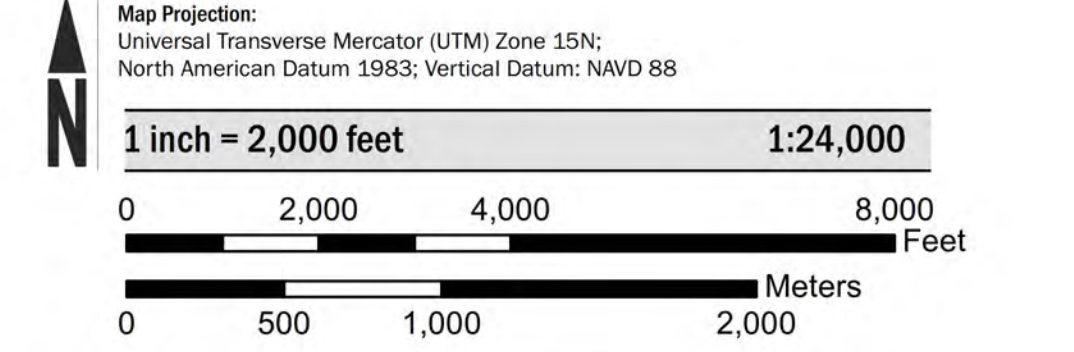 N
Map Projection:
Universal Transverse Mercator (UTM) Zone 15N;
North American Datum 1983; Vertical Datum: NAVD 88
1 inch = 2,000 feet 1:24,000
0 2,000 4,000 8,000
Feet
Meters
0 500 1,000 2,000